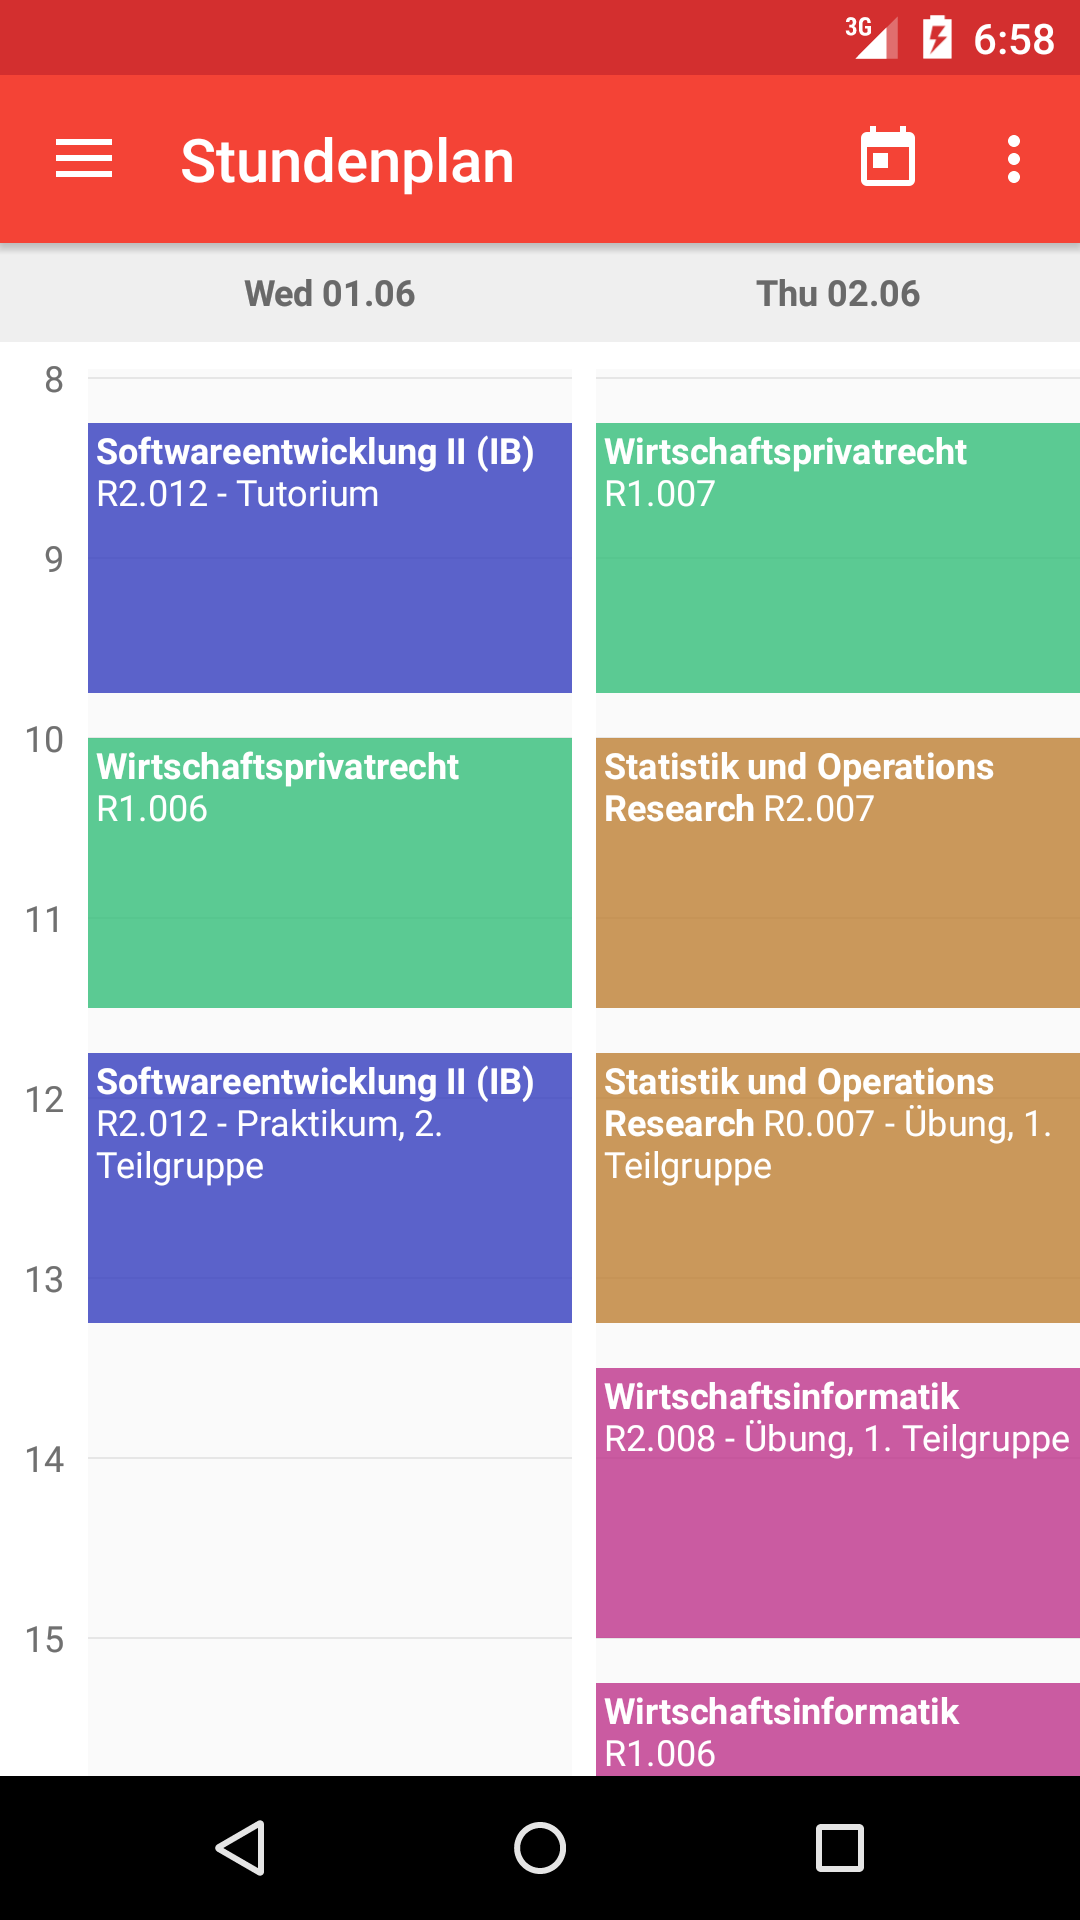 3G 6:58
Stundenplan
Wed 01.06
Thu 02.06
8
9
10
11
12
13
14
15
Softwareentwicklung II (IB)
R2.012 - Tutorium
Wirtschaftsprivatrecht
R1.006
Softwareentwicklung II (IB)
R2.012 - Praktikum, 2.
Teilgruppe
Wirtschaftsprivatrecht
R1.007
Statistik und Operations
Research R2.007
Statistik und Operations
Research R0.007 - Übung, 1.
Teilgruppe
Wirtschaftsinformatik
R2.008 - Übung, 1. Teilgruppe
Wirtschaftsinformatik
R1.006